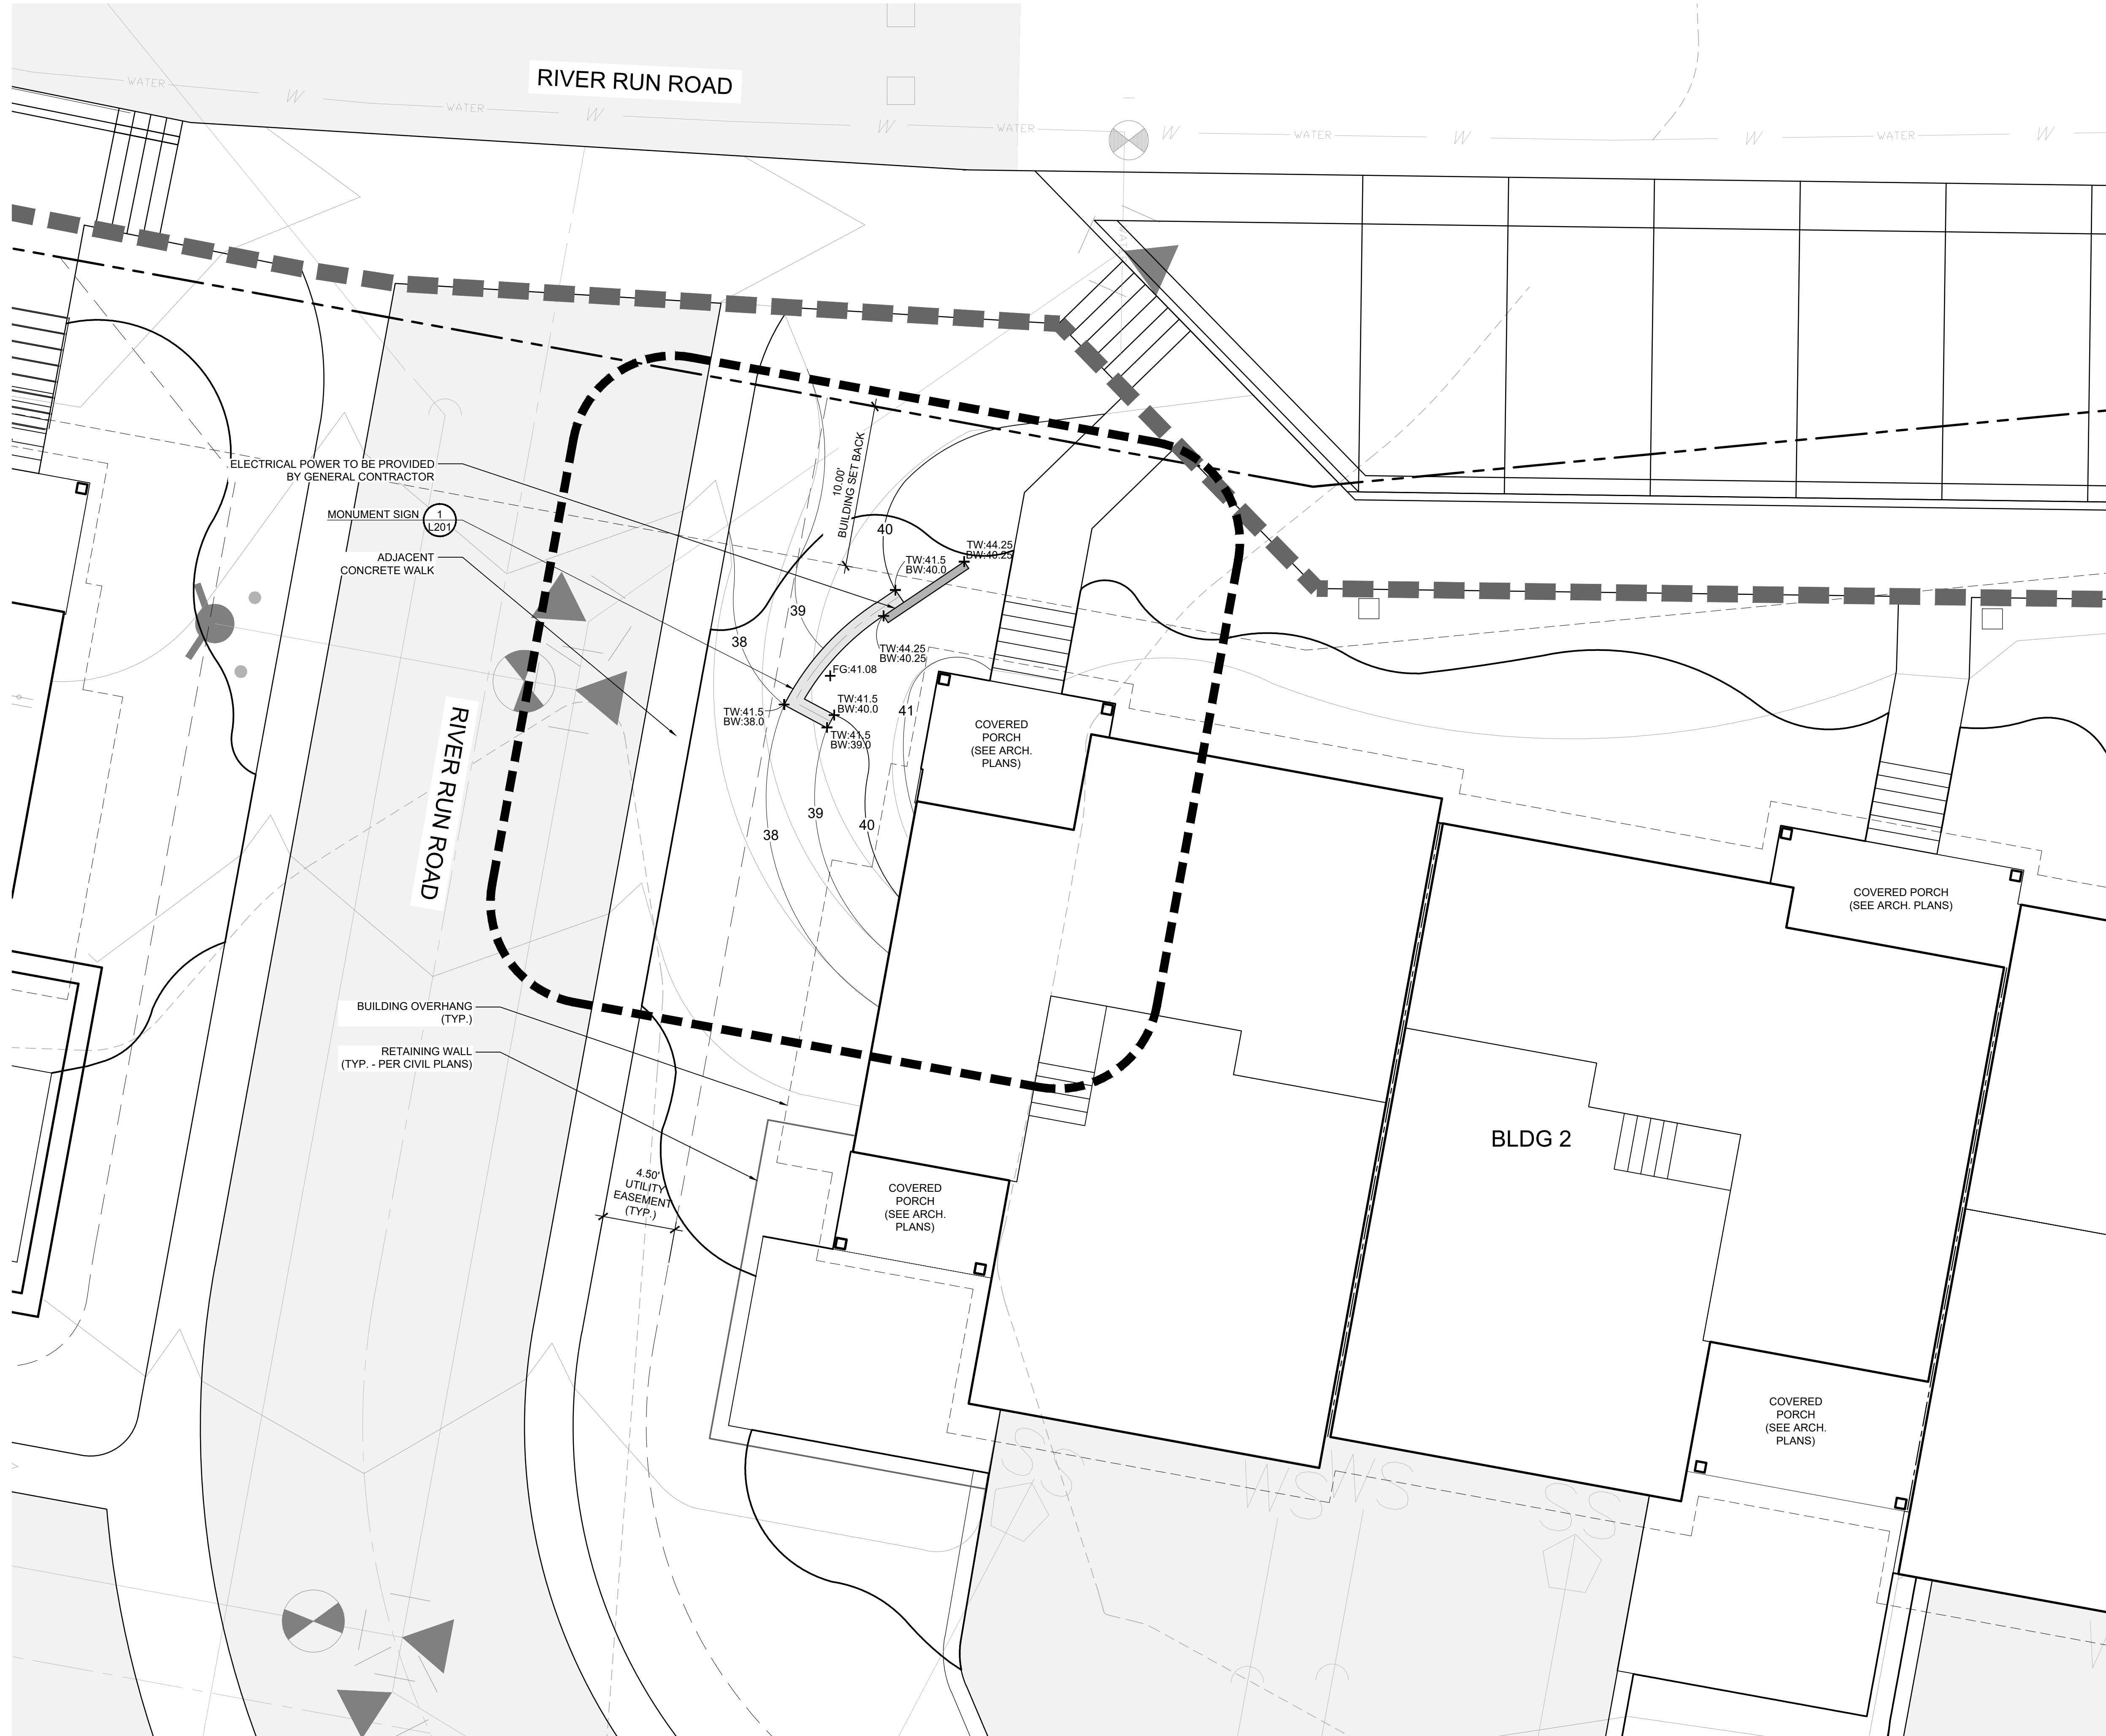 RIVER RUN ROAD
WATER
W
WATER
W
W
WATER
W
WATER
W
W
WATER
W
ELECTRICAL POWER TO BE PROVIDED
BY GENERAL CONTRACTOR
MONUMENT SIGN
1
L201
ADJACENT
CONCRETE WALK
10.00'
BUILDING SET BACK
40
TW:44.25
BW:40.25
TW:41.5
BW:40.0
39
38
TW:44.25
BW:40.25
FG:41.08
TW:41.5
BW:40.0
TW:41.5
BW:38.0
TW:41.5
BW:39.0
41
COVERED
PORCH
(SEE ARCH.
PLANS)
RIVER RUN ROAD
39
40
38
COVERED PORCH
(SEE ARCH. PLANS)
BUILDING OVERHANG
(TYP.)
RETAINING WALL
(TYP. - PER CIVIL PLANS)
BLDG 2
4.50'
UTILITY
EASEMENT
(TYP.)
COVERED
PORCH
(SEE ARCH.
PLANS)
COVERED
PORCH
(SEE ARCH.
PLANS)
SS
WS
WS
SS